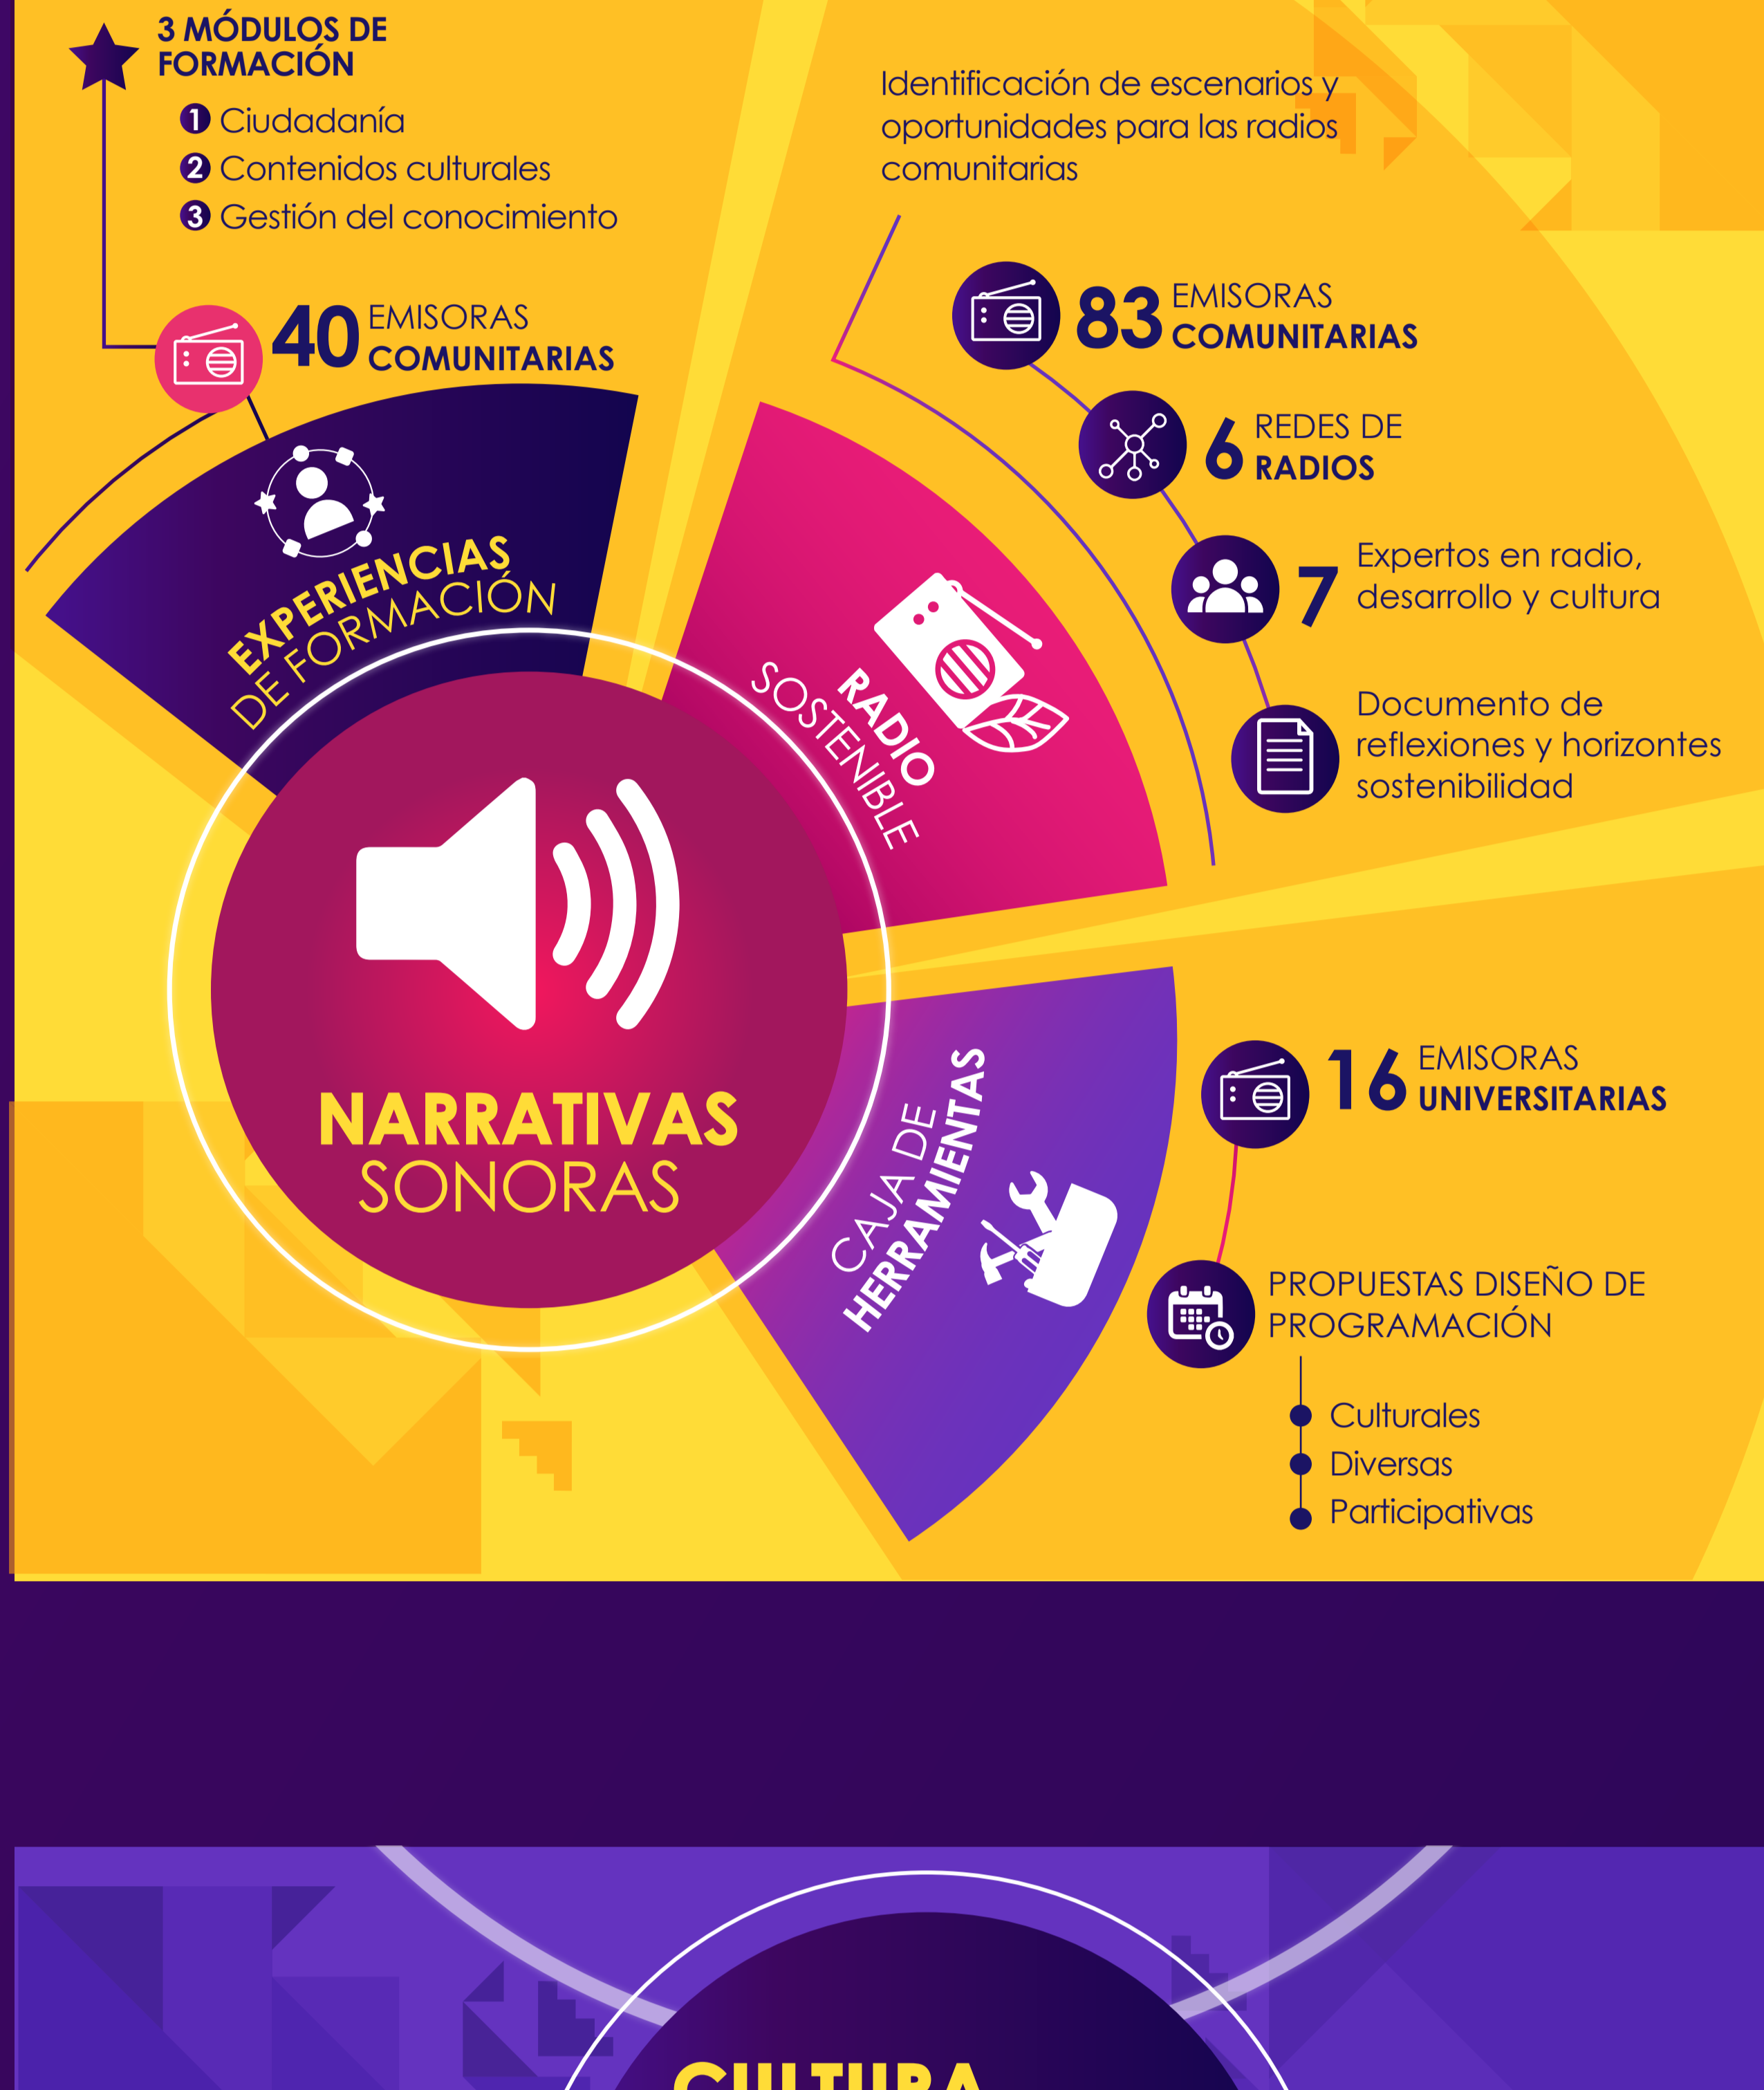 3 MÓDULOS DE
FORMACIÓN
1 Ciudadanía
2 Contenidos culturales
3 Gestión del conocimiento
40 EMISORAS
COMUNITARIAS
EXPERIENCIAS
DE FORMACIÓN
Identificación de escenarios y
oportunidades para las radios
comunitarias
83 EMISORAS
COMUNITARIAS
6 REDES DE
RADIOS
7 Expertos en radio,
desarrollo y cultura
Documento de
reflexiones y horizontes
sostenibilidad
RADIO
SOSTENIBLE
NARRATIVAS
SONORAS
CAJA DE
HERRAMIENTAS
16 EMISORAS
UNIVERSITARIAS
PROPUESTAS DISEÑO DE
PROGRAMACIÓN
Culturales
Diversas
Participativas
CULTURA